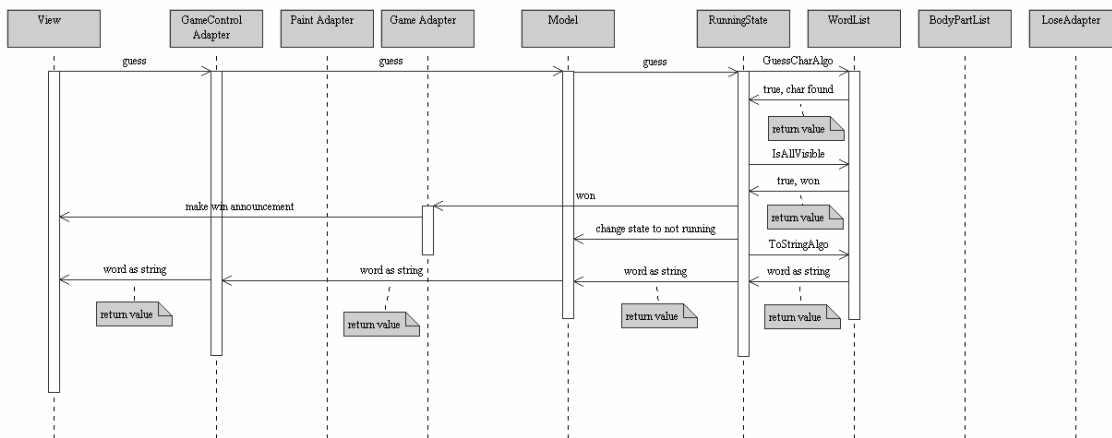 View
GameControl
Adapter
Paint Adapter
Game Adapter
Model
RunningState
WordList
BodyPartList
LoseAdapter
guess
guess
guess
GuessCharAlgo
true, char found
return value
IsAllVisible
true, won
return value
won
make win announcement
change state to not running
ToStringAlgo
word as string
word as string
word as string
word as string
return value
return value
return value
return value